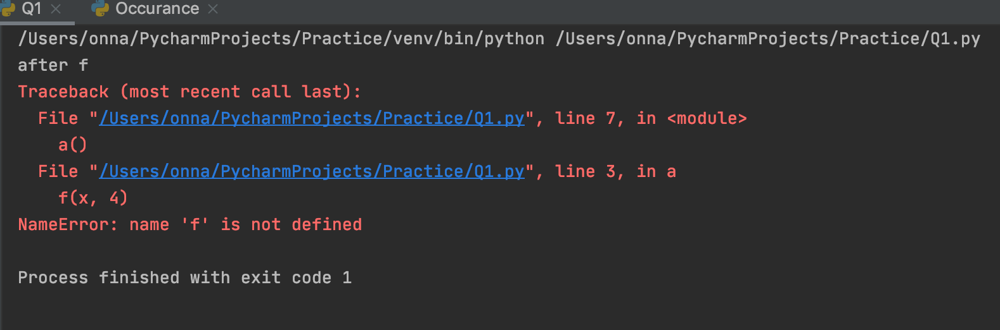 Q1 Occurance
/Users/onna/PycharmProjects/Practice/venv/bin/python /Users/onna/PycharmProjects/Practice/Q1.py
after f
Traceback (most recent call last):
  File "/Users/onna/PycharmProjects/Practice/Q1.py", line 7, in <module>
    a()
  File "/Users/onna/PycharmProjects/Practice/Q1.py", line 3, in a
    f(x, 4)
NameError: name 'f' is not defined
Process finished with exit code 1